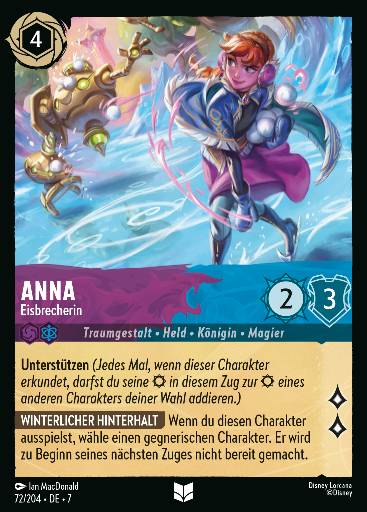 4
ANNA
Eisbrecherin
2
3
Traumgestalt • Held • Königin • Magier
Unterstützen (Jedes Mal, wenn dieser Charakter
erkundet, darfst du seine in diesem Zug zur eines
anderen Charakters deiner Wahl addieren.)
WINTERLICHER HINTERHALT Wenn du diesen Charakter
ausspielst, wähle einen gegnerischen Charakter. Er wird
zu Beginn seines nächsten Zuges nicht bereit gemacht.
Ian MacDonald
72/204 • DE • 7
Disney Lorcana
©Disney